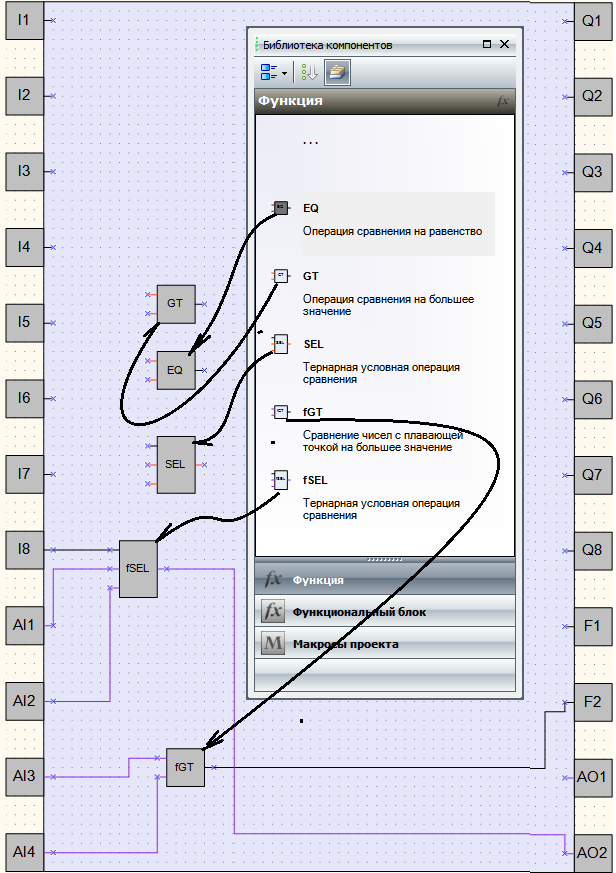 I1
I2
I3
I4
I5
I6
I7
I8
AI1
AI2
AI3
AI4
GT
EQ
SEL
fSEL
fGT
Библиотека компонентов
Функция
fx
...
EQ
Операция сравнения на равенство
GT
Операция сравнения на большее
значение
SEL
Тернарная условная операция
сравнения
fGT
Сравнение чисел с плавающей
точкой на большее значение
fSEL
Тернарная условная операция
сравнения
fx Функция
fx Функциональный блок
M Макросы проекта
Q1
Q2
Q3
Q4
Q5
Q6
Q7
Q8
F1
F2
AO1
AO2